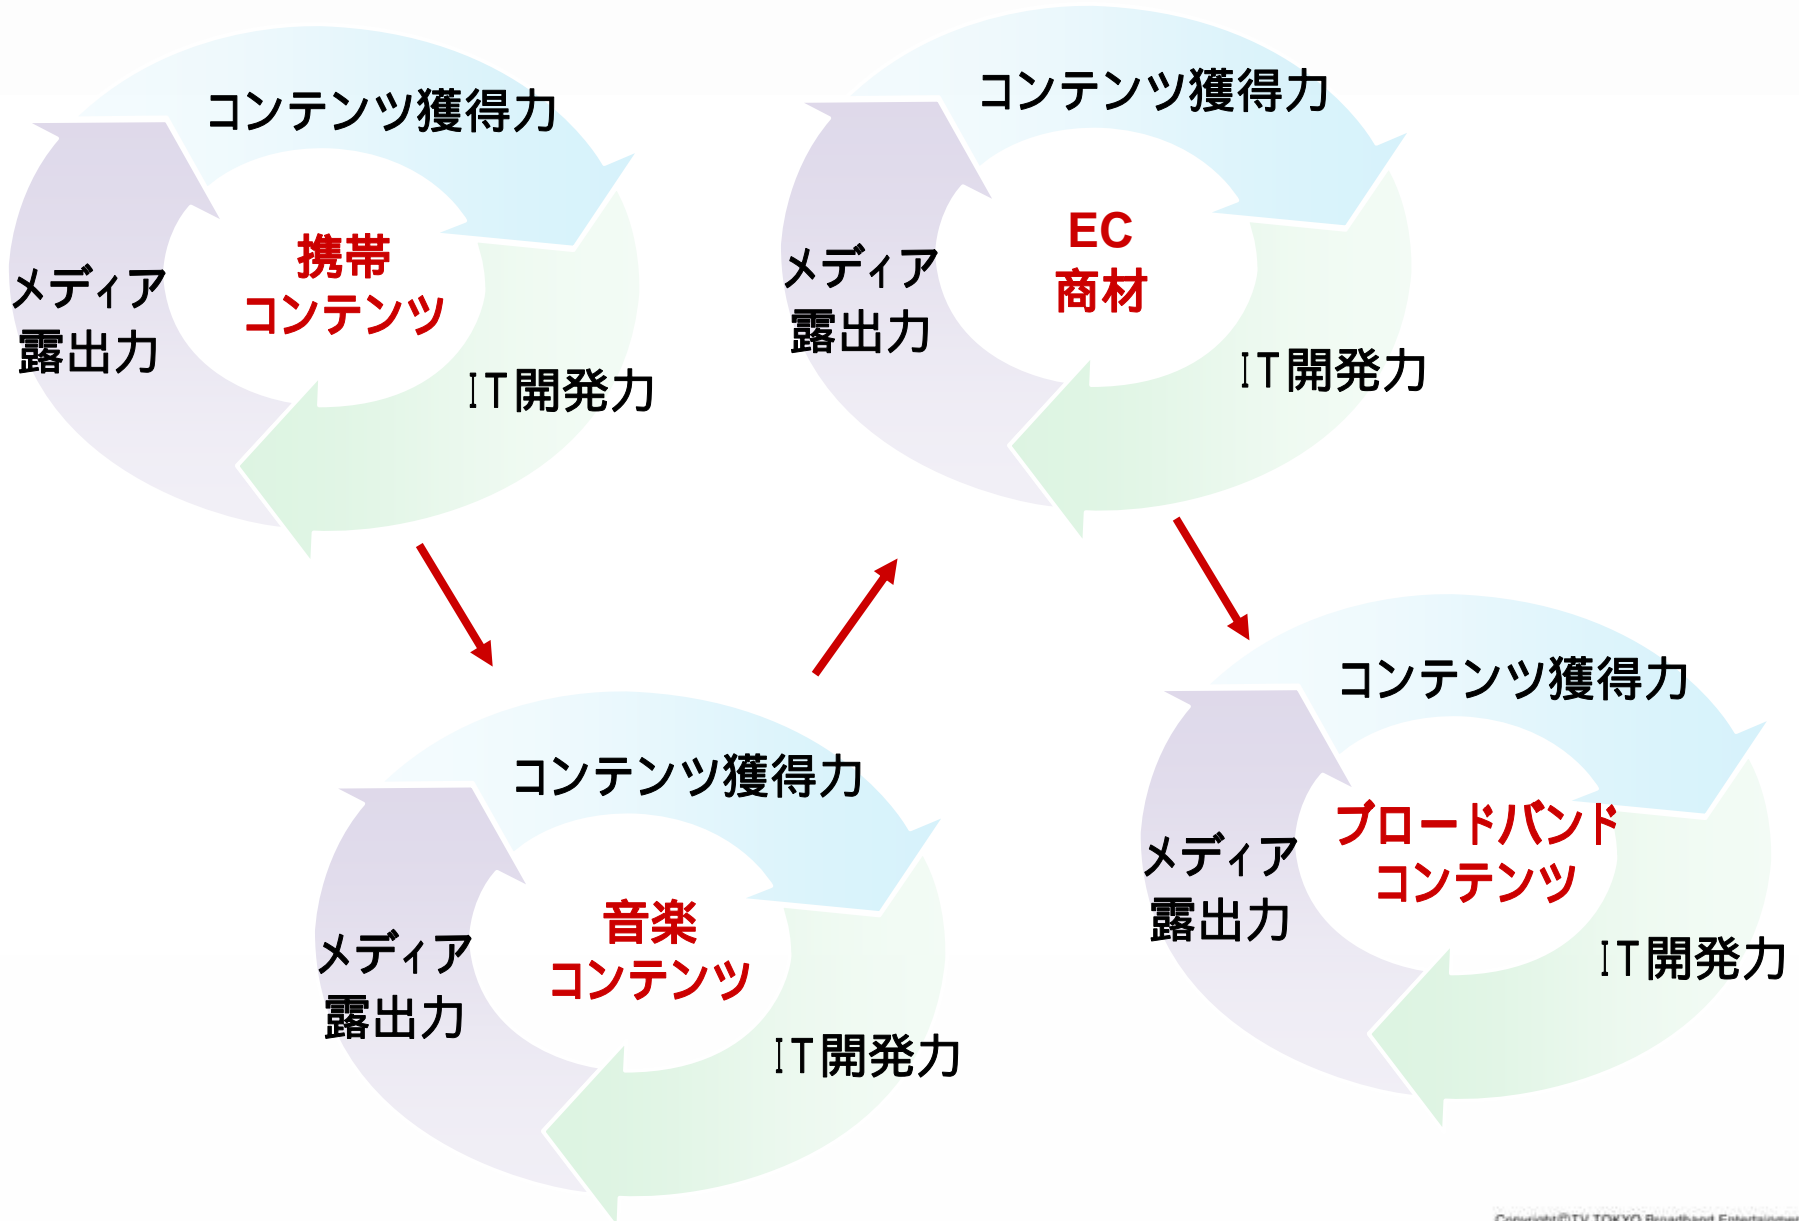 コンテンツ獲得力
メディア
露出力
携帯
コンテンツ
IT開発力
コンテンツ獲得力
メディア
露出力
音楽
コンテンツ
IT開発力
コンテンツ獲得力
メディア
露出力
EC
商材
IT開発力
コンテンツ獲得力
メディア
露出力
ブロードバンド
コンテンツ
IT開発力
Copyright©TV TOKYO Broadband